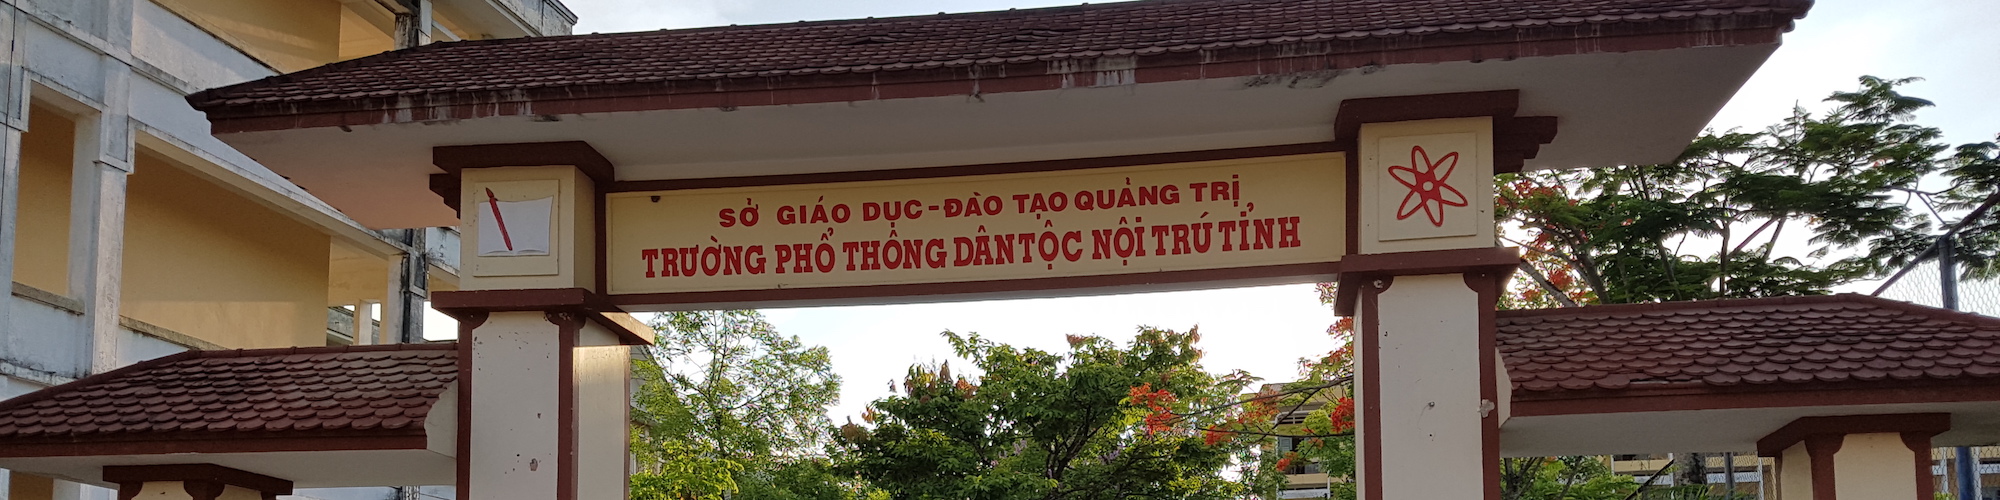 SỞ GIÁO DỤC-ĐÀO TẠO QUẢNG TRỊ
TRƯỜNG PHỔ THÔNG DÂN TỘC NỘI TRÚ TỈNH